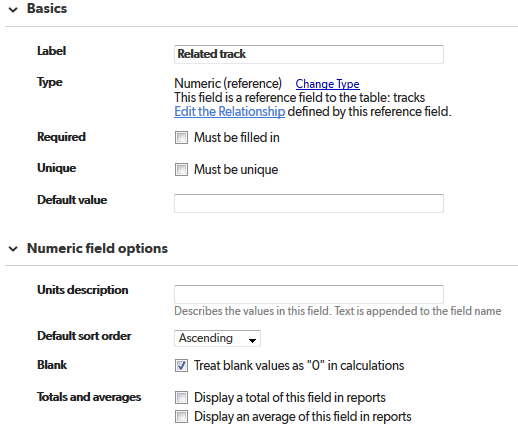 Basics
Label Related track
Type Numeric (reference) Change Type
This field is a reference field to the table: tracks
Edit the Relationship defined by this reference field.
Required Must be filled in
Unique Must be unique
Default value
Numeric field options
Units description
Describes the values in this field. Text is appended to the field name
Default sort order Ascending
Blank Treat blank values as "0" in calculations
Totals and averages Display a total of this field in reports
Display an average of this field in reports